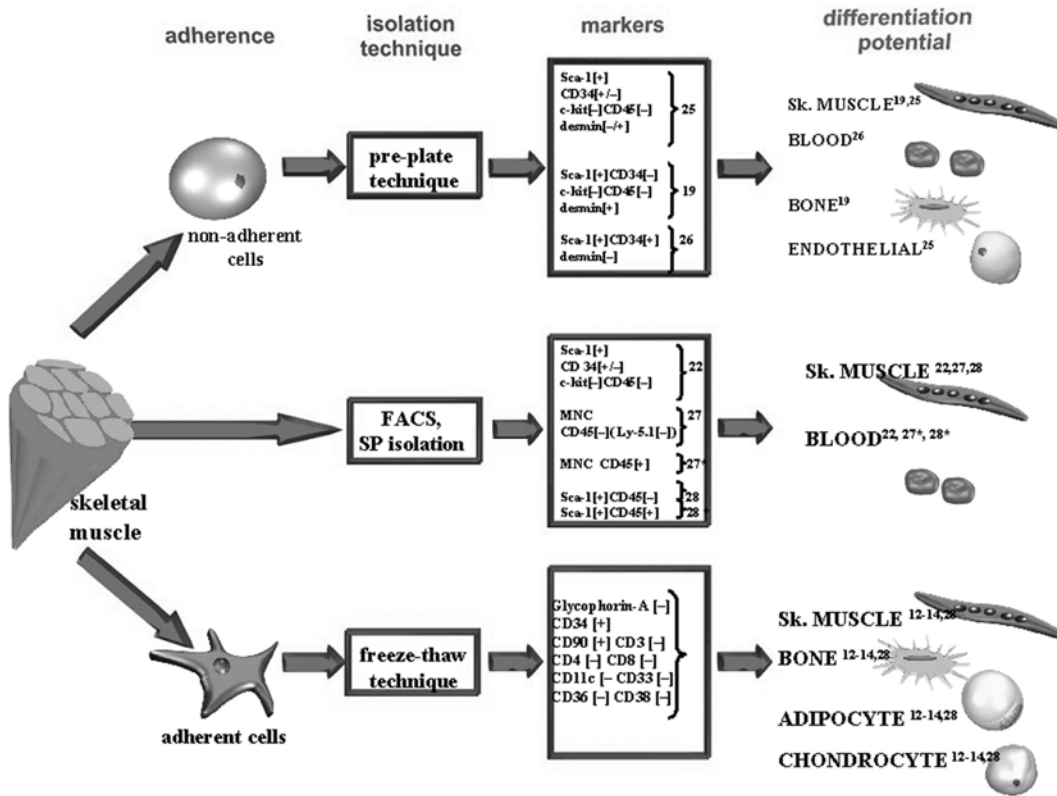 adherence
isolation
technique
markers
differentiation
potential
non-adherent
cells
pre-plate
technique
Sca-1[+]
CD34[+/–]
c-kit[–]CD45[–]
desmin[–/+]
25
Sca-1[+]CD34[–]
c-kit[–]CD45[–]
desmin[+]
19
Sca-1[+]CD34[+]
desmin[–]
26
Sk. MUSCLE19,25
BLOOD26
BONE19
ENDOTHELIAL25
skeletal
muscle
FACS,
SP isolation
Sca-1[+]
CD 34[+/–]
c-kit[–]CD45[–]
22
MNC
CD45[–](Ly-5.1[–])
27
MNC CD45[+]
27*
Sca-1[+]CD45[–]
28
Sca-1[+]CD45[+]
28
Sk. MUSCLE 22,27,28
BLOOD22, 27*, 28*
adherent cells
freeze-thaw
technique
Glycophorin-A [–]
CD34 [+]
CD90 [+] CD3 [–]
CD4 [–] CD8 [–]
CD11c [– CD33 [–]
CD36 [–] CD38 [–]
Sk. MUSCLE 12-14,28
BONE 12-14,28
ADIPOCYTE 12-14,28
CHONDROCYTE 12-14,28